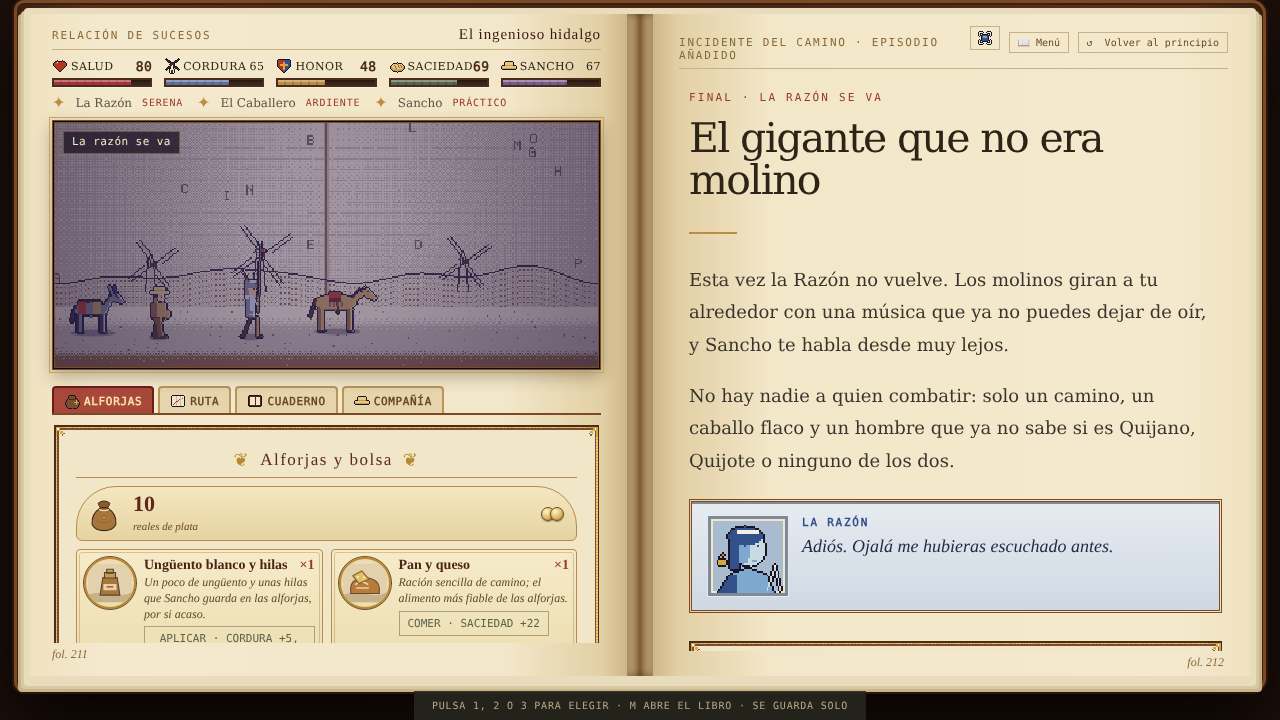 RELACIÓN DE SUCESOS
El ingenioso hidalgo
SALUD 80
CORDURA 65
HONOR 48
SACIEDAD 69
SANCHO 67
La Razón SERENA
El Caballero ARDIENTE
Sancho PRÁCTICO
La razón se va
B
L
M
O
G
H
C
I
N
E
D
P
ALFORJAS
RUTA
CUADERNO
COMPAÑÍA
Alforjas y bolsa
10
reales de plata
Ungüento blanco y hilas ×1
Un poco de ungüento y unas hilas
que Sancho guarda en las alforjas,
por si acaso.
APLICAR · CORDURA +5,
Pan y queso ×1
Ración sencilla de camino; el
alimento más fiable de las alforjas.
COMER · SACIEDAD +22
fol. 211
INCIDENTE DEL CAMINO · EPISODIO
AÑADIDO
Menú
Volver al principio
FINAL · LA RAZÓN SE VA
El gigante que no era
molino
Esta vez la Razón no vuelve. Los molinos giran a tu
alrededor con una música que ya no puedes dejar de oír,
y Sancho te habla desde muy lejos.
No hay nadie a quien combatir: solo un camino, un
caballo flaco y un hombre que ya no sabe si es Quijano,
Quijote o ninguno de los dos.
LA RAZÓN
Adiós. Ojalá me hubieras escuchado antes.
fol. 212
PULSA 1, 2 O 3 PARA ELEGIR · M ABRE EL LIBRO · SE GUARDA SOLO